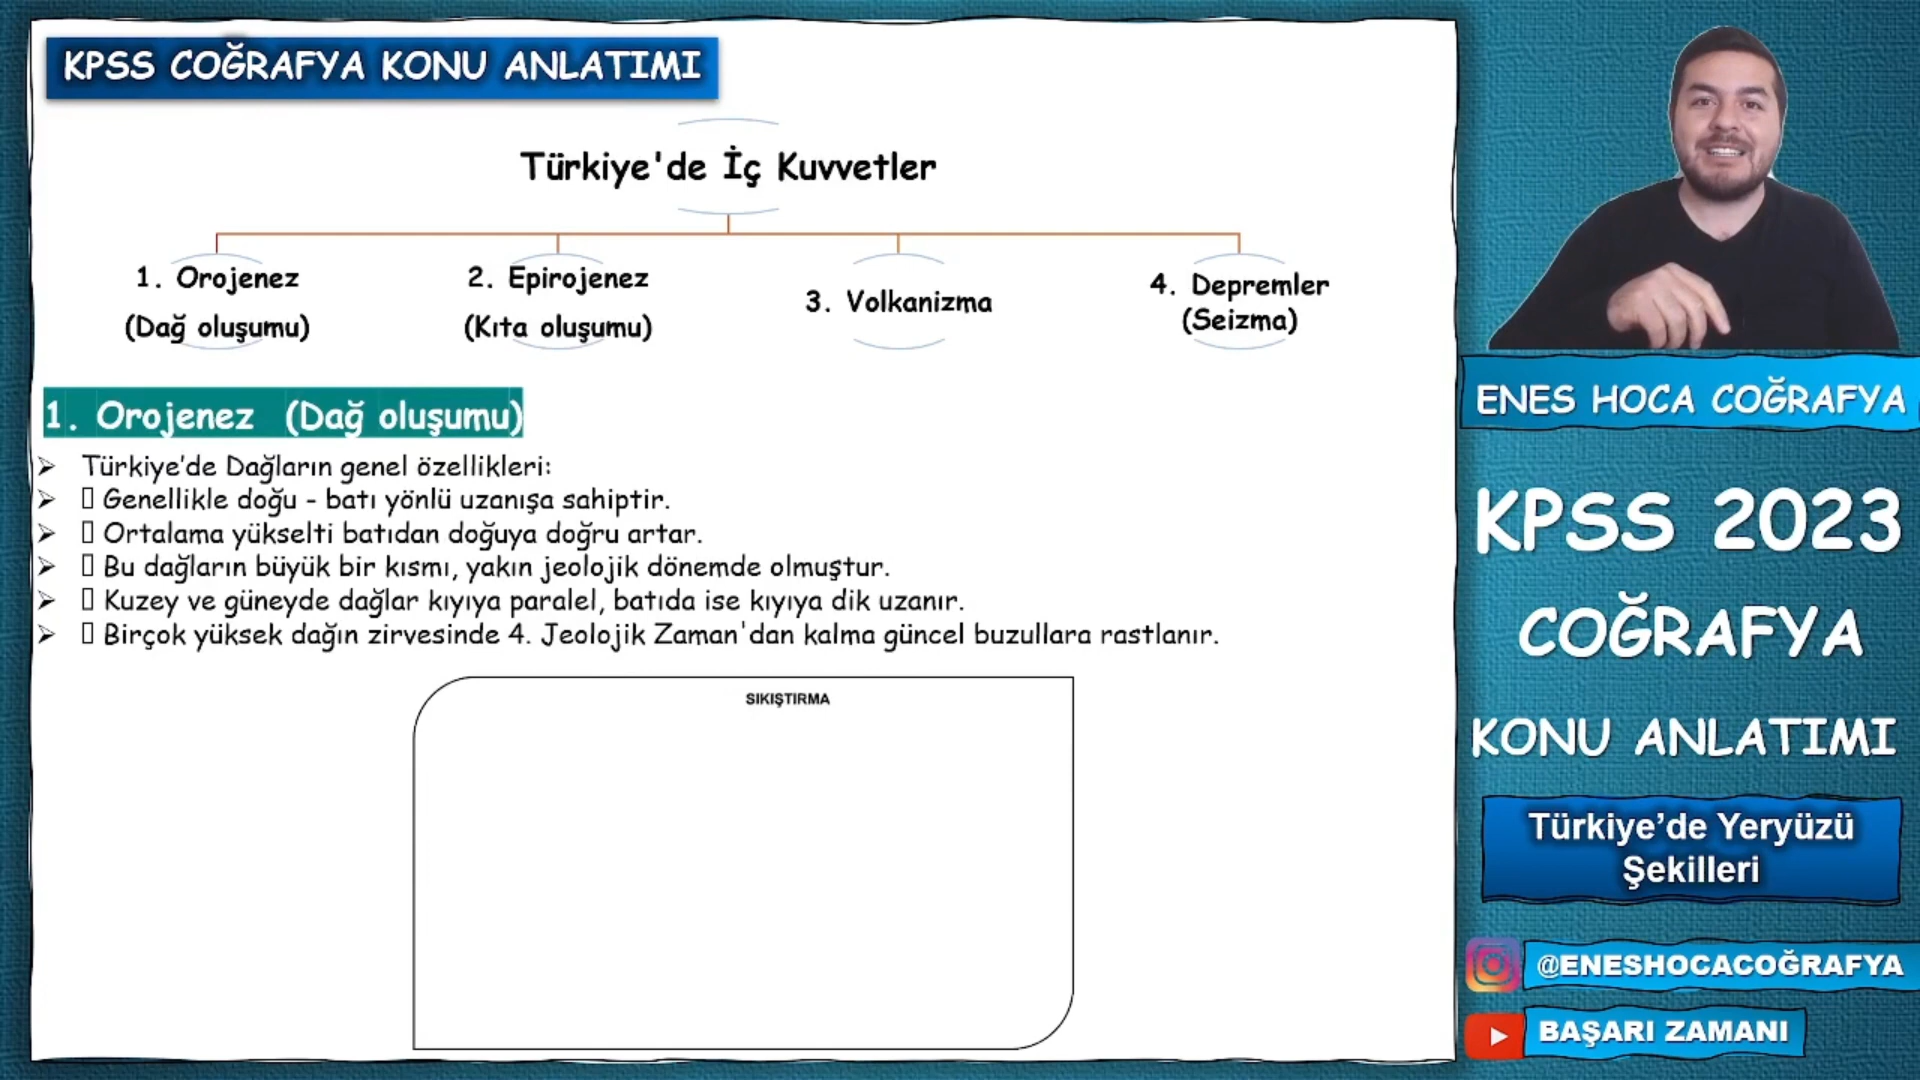 KPSS COĞRAFYA KONU ANLATIMI
Türkiye'de İç Kuvvetler
1. Orojenez
(Dağ oluşumu)
2. Epirojenez
(Kıta oluşumu)
3. Volkanizma
4. Depremler
(Seizma)
1. Orojenez (Dağ oluşumu)
Türkiye'de Dağların genel özellikleri:
Genellikle doğu - batı yönlü uzanışa sahiptir.
Ortalama yükselti batıdan doğuya doğru artar.
Bu dağların büyük bir kısmı, yakın jeolojik dönemde olmuştur.
Kuzey ve güneyde dağlar kıyıya paralel, batıda ise kıyıya dik uzanır.
Birçok yüksek dağın zirvesinde 4. Jeolojik Zaman'dan kalma güncel buzullara rastlanır.
SIKIŞTIRMA
ENES HOCA COĞRAFYA
KPSS 2023
COĞRAFYA
KONU ANLATIMI
Türkiye'de Yeryüzü
Şekilleri
@ENESHOCACOĞRAFYA
BAŞARI ZAMANI